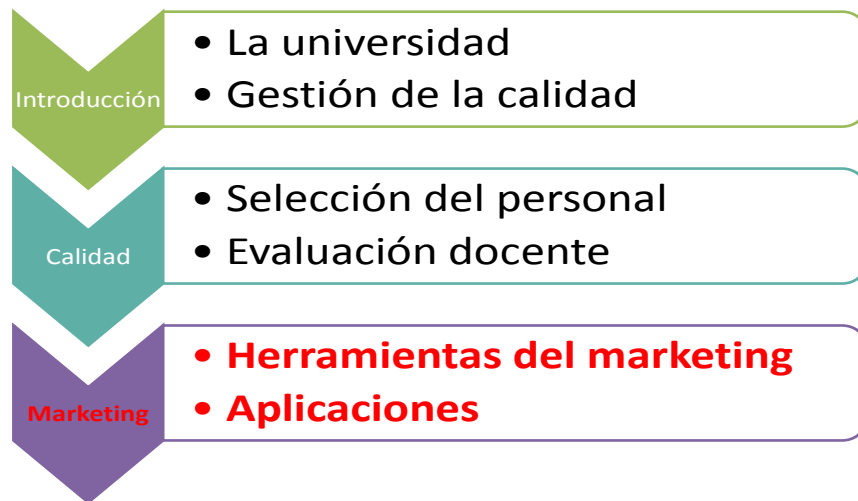 Introducción
• La universidad
• Gestión de la calidad
Calidad
• Selección del personal
• Evaluación docente
Marketing
• Herramientas del marketing
• Aplicaciones